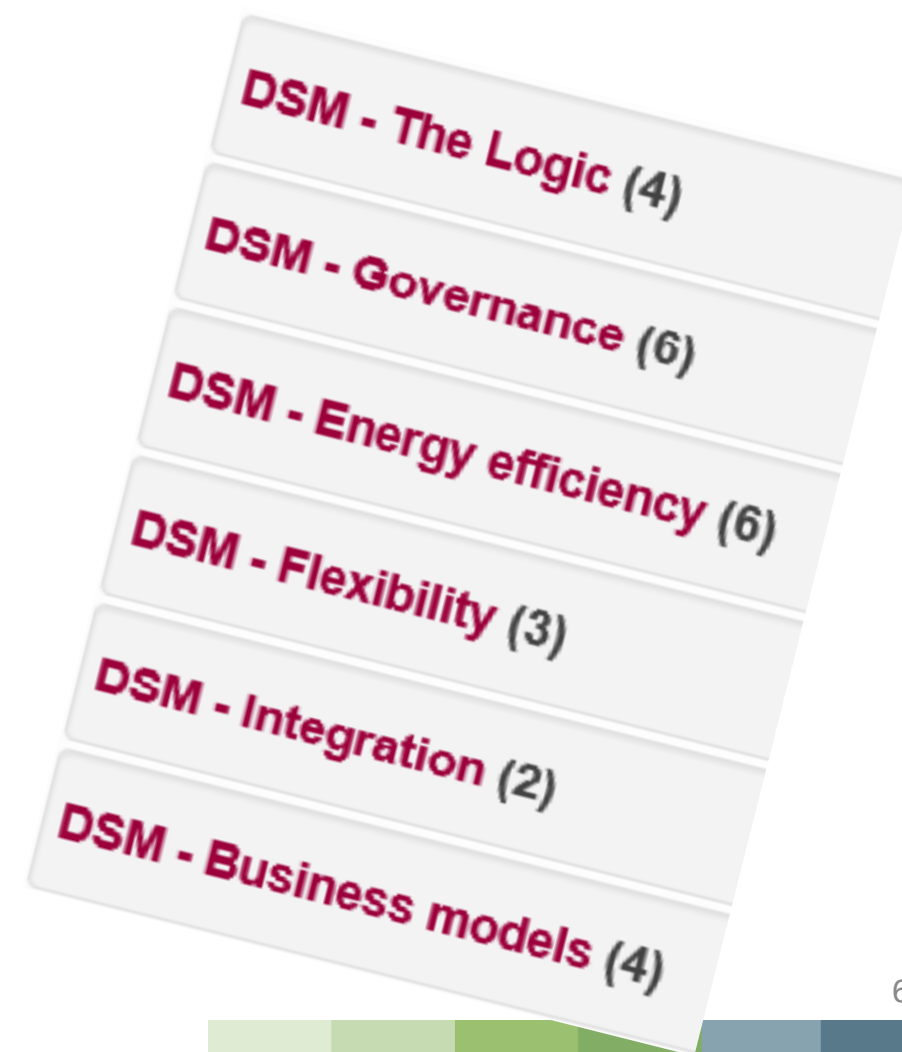 DSM - The Logic (4)
DSM - Governance (6)
DSM - Energy efficiency (6)
DSM - Flexibility (3)
DSM - Integration (2)
DSM - Business models (4)
6